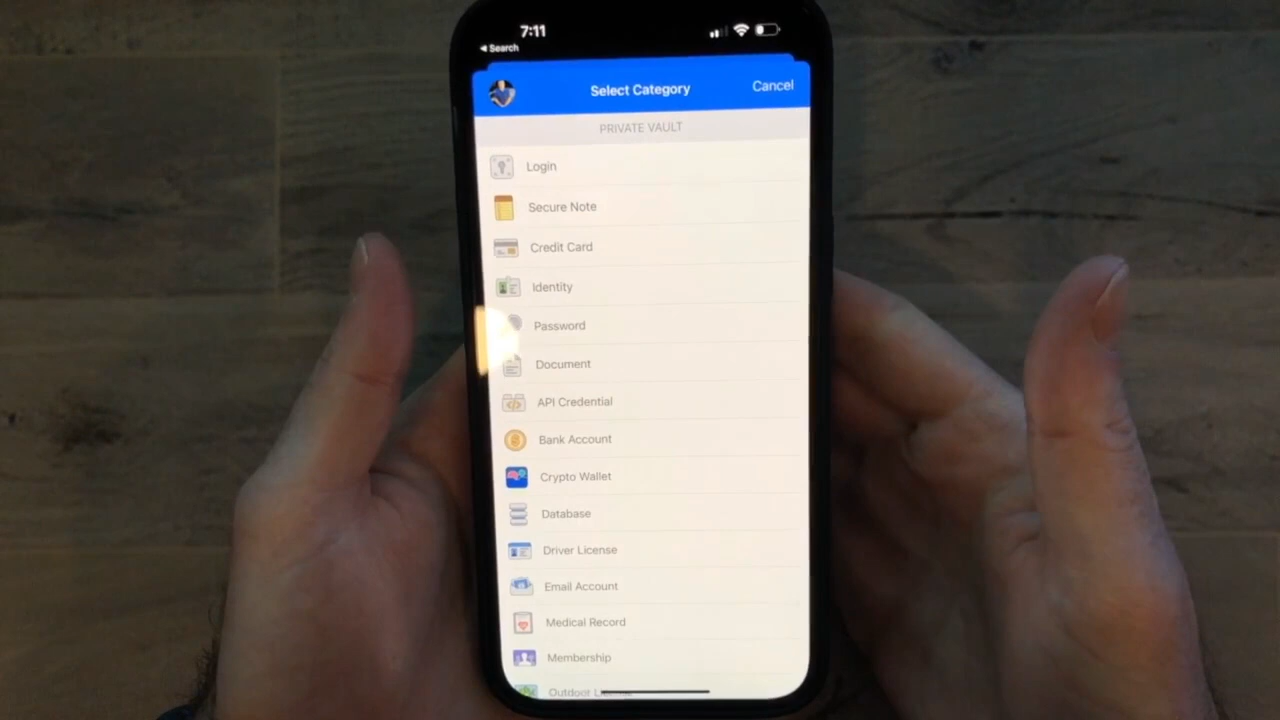 7:11
Search
Select Category
Cancel
PRIVATE VAULT
Login
Secure Note
Credit Card
Identity
Password
Document
API Credential
Bank Account
Crypto Wallet
Database
Driver License
Email Account
Medical Record
Membership
Outdoor